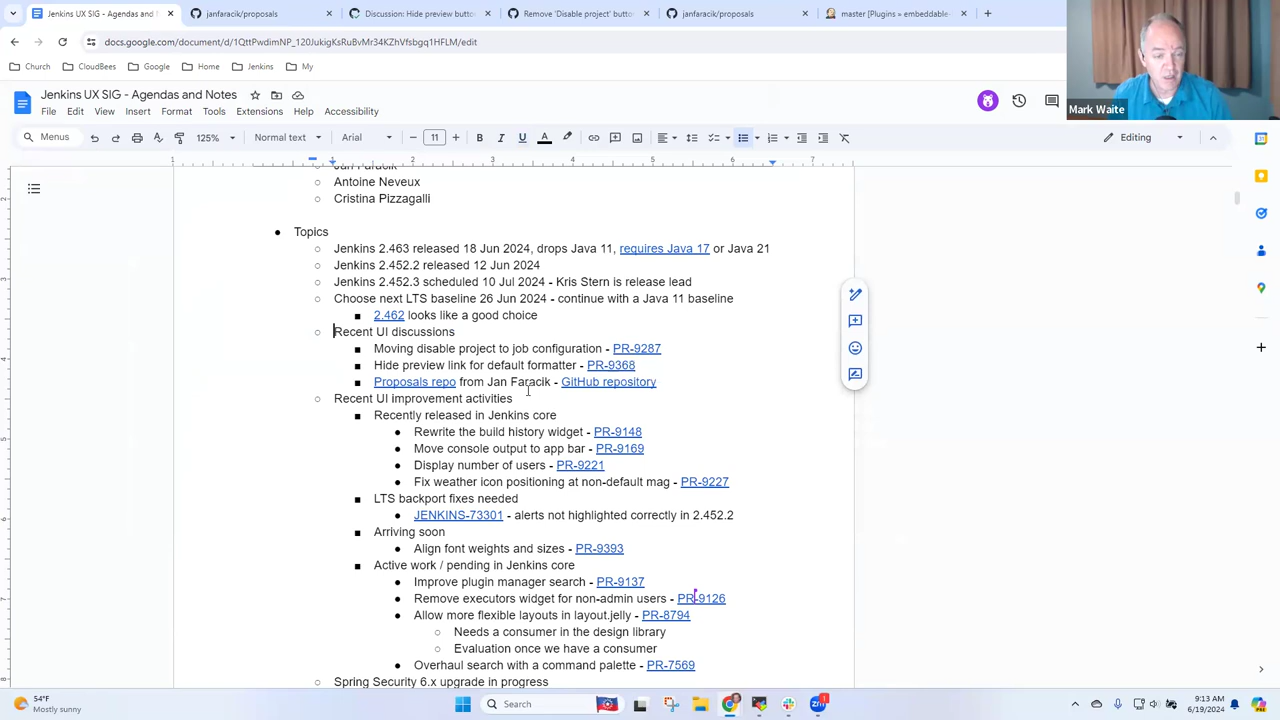 Jenkins UX SIG - Agendas and N
janfaracik/proposals
Discussion: Hide preview button
Remove 'Disable project' button
janfaracik/proposals
master [Plugins » embeddable-
docs.google.com/document/d/1QttPwdimNP_120JukigKsRuBvMr34KZhVfsbgq1HFLM/edit
Church
CloudBees
Google
Home
Jenkins
My
Jenkins UX SIG - Agendas and Notes
File Edit View Insert Format Tools Extensions Help Accessibility
Mark Waite
Menus
125%
Normal text
Arial
11
Editing
1 1 2 3 4 5 6 7
Antoine Neveux
Cristina Pizzagalli
Topics
Jenkins 2.463 released 18 Jun 2024, drops Java 11, requires Java 17 or Java 21
Jenkins 2.452.2 released 12 Jun 2024
Jenkins 2.452.3 scheduled 10 Jul 2024 - Kris Stern is release lead
Choose next LTS baseline 26 Jun 2024 - continue with a Java 11 baseline
2.462 looks like a good choice
Recent UI discussions
Moving disable project to job configuration - PR-9287
Hide preview link for default formatter - PR-9368
Proposals repo from Jan Faracik - GitHub repository
Recent UI improvement activities
Recently released in Jenkins core
Rewrite the build history widget - PR-9148
Move console output to app bar - PR-9169
Display number of users - PR-9221
Fix weather icon positioning at non-default mag - PR-9227
LTS backport fixes needed
JENKINS-73301 - alerts not highlighted correctly in 2.452.2
Arriving soon
Align font weights and sizes - PR-9393
Active work / pending in Jenkins core
Improve plugin manager search - PR-9137
Remove executors widget for non-admin users - PR-9126
Allow more flexible layouts in layout.jelly - PR-8794
Needs a consumer in the design library
Evaluation once we have a consumer
Overhaul search with a command palette - PR-7569
Spring Security 6.x upgrade in progress
54°F
Mostly sunny
Search
9:13 AM
6/19/2024